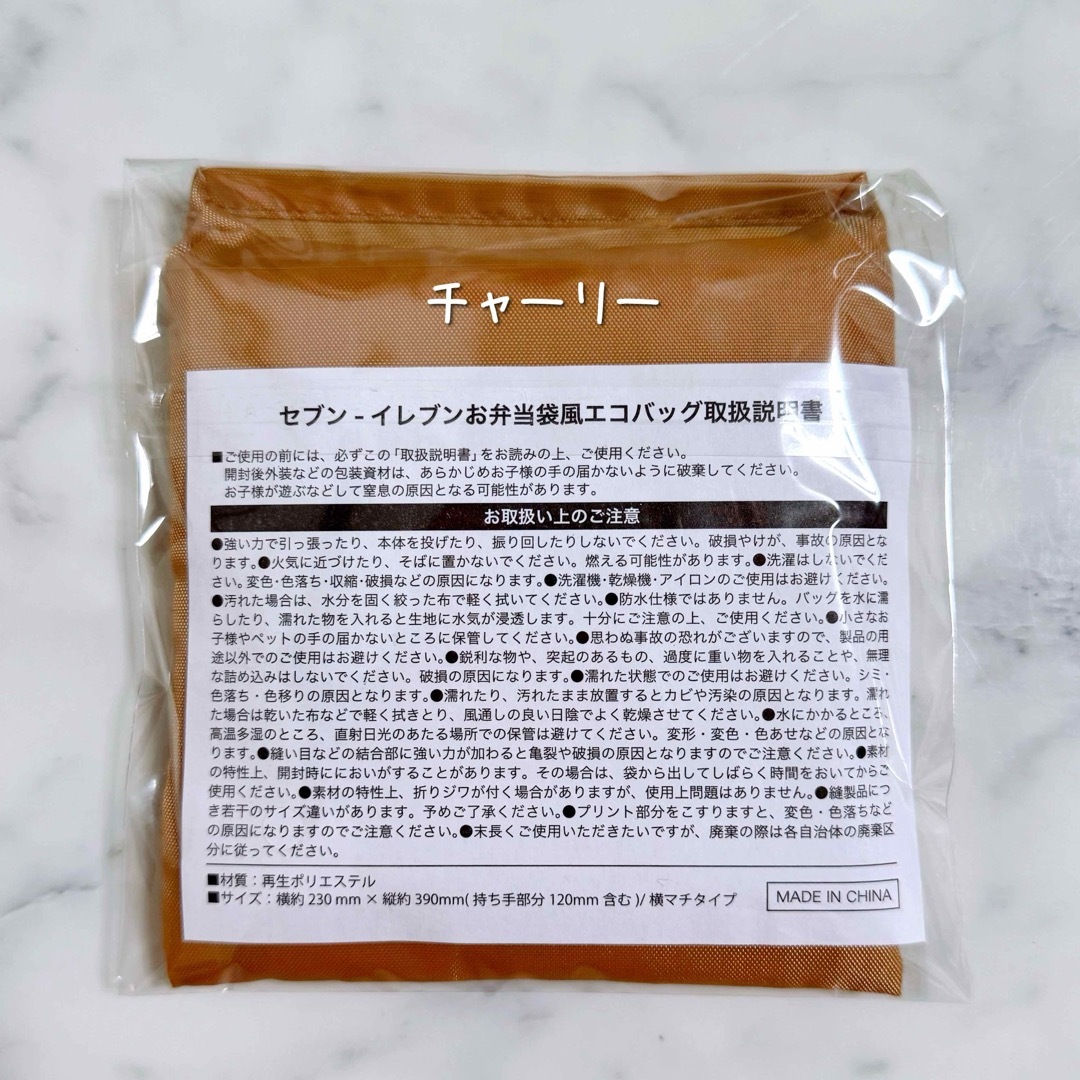 チャーリー
セブン－イレブンお弁当袋風エコバッグ取扱説明書
■ご使用の前には、必ずこの「取扱説明書」をお読みの上、ご使用ください。
開封後外装などの包装資材は、あらかじめお子様の手の届かないように破棄してください。
お子様が遊ぶなどして窒息の原因となる可能性があります。
お取扱い上のご注意
●強い力で引っ張ったり、本体を投げたり、振り回したりしないでください。破損やけが、事故の原因とな
ります。●火気に近づけたり、そばに置かないでください。燃える可能性があります。●洗濯はしないでくだ
さい。変色・色落ち・収縮・破損などの原因になります。●洗濯機・乾燥機・アイロンのご使用はお避けください。
●汚れた場合は、水分を固く絞った布で軽く拭いてください。●防水仕様ではありません。バッグを水に濡
らしたり、濡れた物を入れると生地に水気が浸透します。十分にご注意の上、ご使用ください。●小さなお
子様やペットの手の届かないところに保管してください。●思わぬ事故の恐れがございますので、製品の用
途以外でのご使用はお避けください。●鋭利な物や、突起のあるもの、過度に重い物を入れることや、無理
な詰め込みはしないでください。破損の原因になります。●濡れた状態でのご使用はお避けください。シミ・
色落ち・色移りの原因となります。●濡れたり、汚れたまま放置するとカビや汚染の原因となります。濡れ
た場合は乾いた布などで軽く拭きとり、風通しの良い日陰でよく乾燥させてください。●水にかかるところ、
高温多湿のところ、直射日光のあたる場所での保管は避けてください。変形・変色・色あせなどの原因とな
ります。●縫い目などの結合部に強い力が加わると亀裂や破損の原因となりますのでご注意ください。●素材
の特性上、開封時ににおいがすることがあります。その場合は、袋から出してしばらく時間をおいてからご
使用ください。●素材の特性上、折りジワが付く場合がありますが、使用上問題はありません。●縫製品につ
き若干のサイズ違いがあります。予めご了承ください。●プリント部分をこすりますと、変色・色落ちなど
の原因になりますのでご注意ください。●末長くご使用いただきたいですが、廃棄の際は各自治体の廃棄区
分に従ってください。
■材質：再生ポリエステル
■サイズ：横約230 mm × 縦約390mm( 持ち手部分 120mm 含む )/ 横マチタイプ
MADE IN CHINA